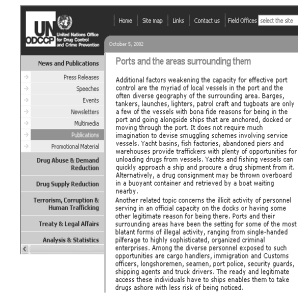 Home Site map Links Contact us Field Offices select the site
UN
ODCCP
United Nations Office
for Drug Control
and Crime Prevention
October 5, 2002
News and Publications
Press Releases
Speeches
Events
Newsletters
Multimedia
Publications
Promotional Material
Drug Abuse & Demand
Reduction
Drug Supply Reduction
Terrorism, Corruption &
Human Trafficking
Treaty & Legal Affairs
Analysis & Statistics
Ports and the areas surrounding them
Additional factors weakening the capacity for effective port
control are the myriad of local vessels in the port and the
often diverse geography of the surrounding area. Barges,
tankers, launches, lighters, patrol craft and tugboats are only
a few of the vessels with bona fide reasons for being in the
port and going alongside ships that are anchored, docked or
moving through the port. It does not require much
imagination to devise smuggling schemes involving service
vessels. Yacht basins, fish factories, abandoned piers and
warehouses provide traffickers with plenty of opportunities for
unloading drugs from vessels. Yachts and fishing vessels can
quickly approach a ship and procure a drug shipment from it.
Alternatively, a drug consignment may be thrown overboard
in a buoyant container and retrieved by a boat waiting
nearby.
Another related topic concerns the illicit activity of personnel
serving in an official capacity on the docks or having some
other legitimate reason for being there. Ports and their
surrounding areas have been the setting for some of the most
blatant forms of illegal activity, ranging from single-handed
pilferage to highly sophisticated, organized criminal
enterprises. Among the diverse personnel exposed to such
opportunities are cargo handlers, immigration and Customs
officers, longshoremen, seamen, port police, security guards,
shipping agents and truck drivers. The ready and legitimate
access these individuals have to ships enables them to take
drugs ashore with less risk of being noticed.